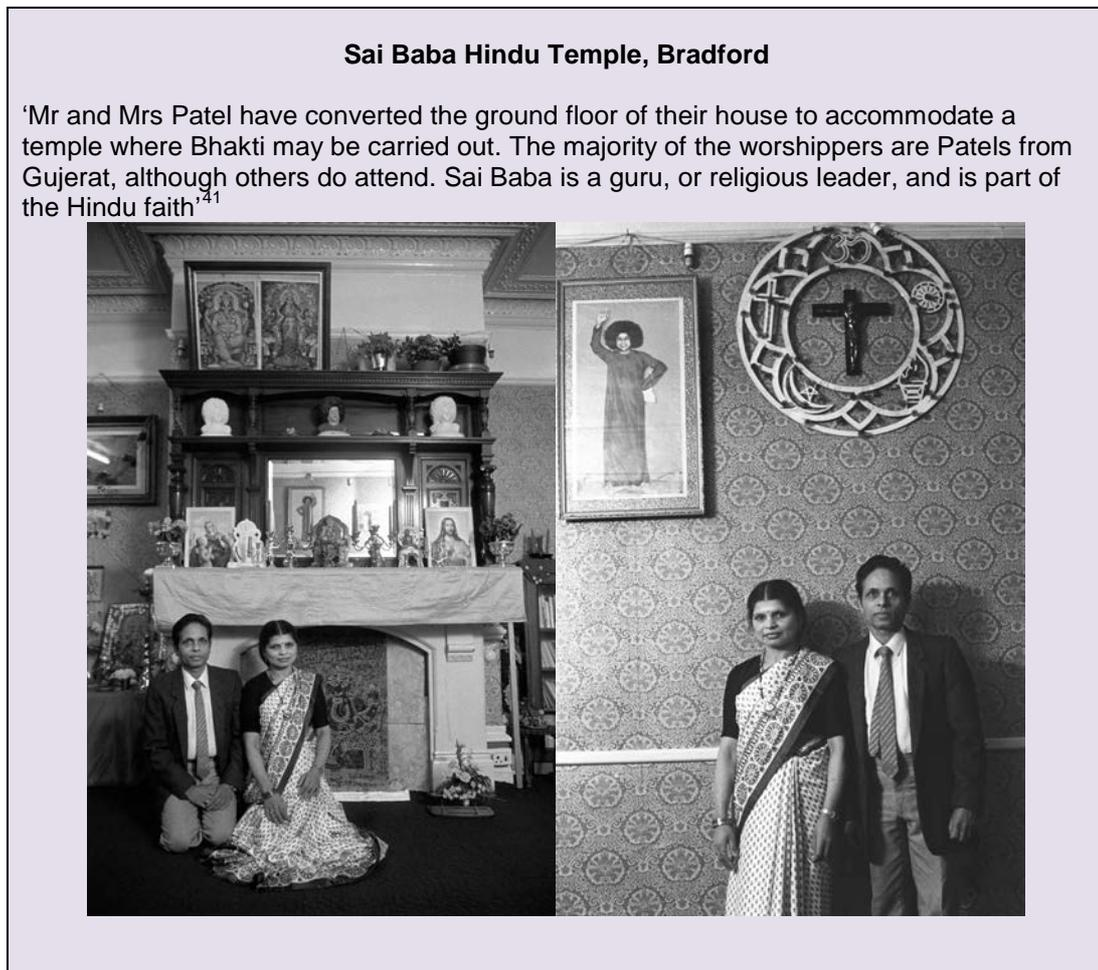 Sai Baba Hindu Temple, Bradford
‘Mr and Mrs Patel have converted the ground floor of their house to accommodate a
temple where Bhakti may be carried out. The majority of the worshippers are Patels from
Gujerat, although others do attend. Sai Baba is a guru, or religious leader, and is part of
the Hindu faith’41
ॐ